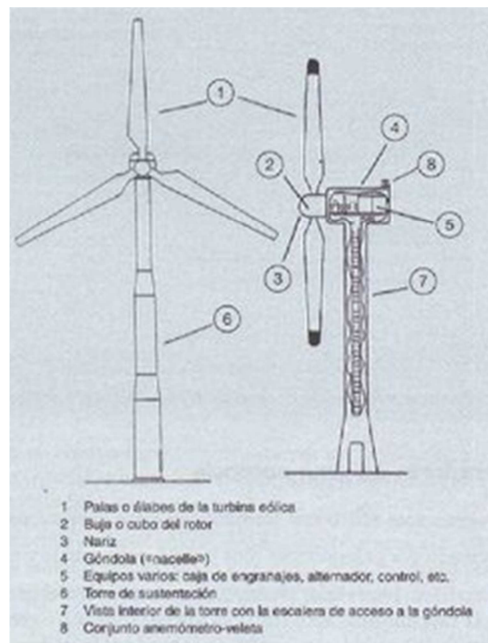 1
2
4
8
3
5
7
6
1 Palas o álabes de la turbina eólica
2 Buje o cubo del rotor
3 Nariz
4 Góndola («nacelle»)
5 Equipos varios: caja de engranajes, alternador, control, etc.
6 Torre de sustentación
7 Vista interior de la torre con la escalera de acceso a la góndola
8 Conjunto anemómetro-veleta